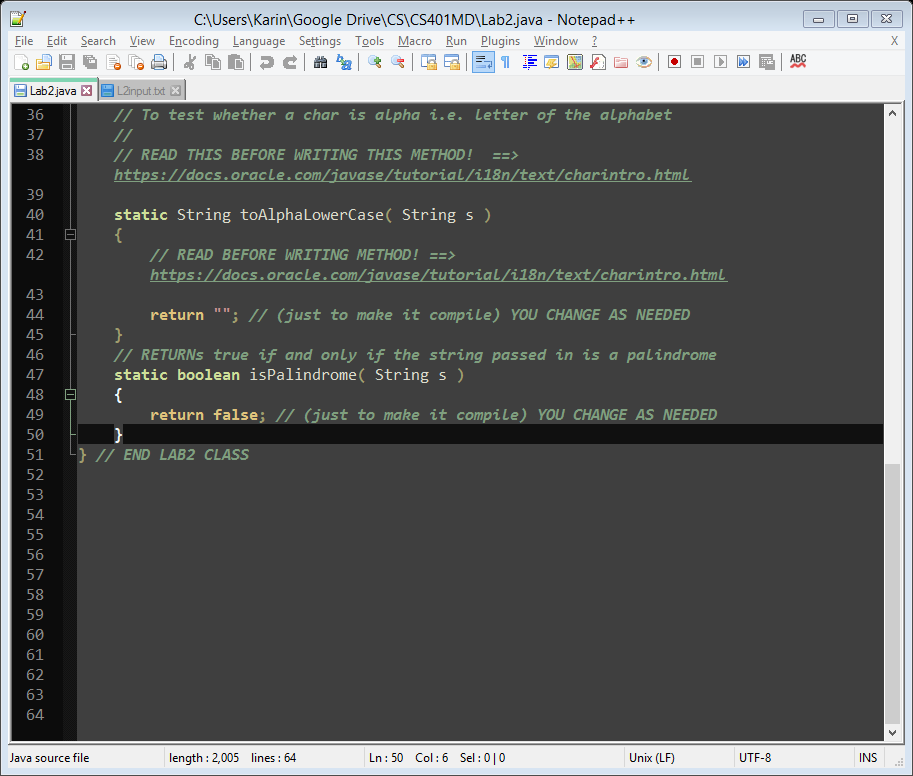 C:\Users\Karin\Google Drive\CS\CS401MD\Lab2.java - Notepad++
File Edit Search View Encoding Language Settings Tools Macro Run Plugins Window ? X
ABC
Lab2.java L2input.txt
36 // To test whether a char is alpha i.e. letter of the alphabet
37 //
38 // READ THIS BEFORE WRITING THIS METHOD!  ==>
https://docs.oracle.com/javase/tutorial/i18n/text/charintro.html
39
40 static String toAlphaLowerCase( String s )
41 {
42 // READ BEFORE WRITING METHOD! ==>
https://docs.oracle.com/javase/tutorial/i18n/text/charintro.html
43
44 return ""; // (just to make it compile) YOU CHANGE AS NEEDED
45 }
46 // RETURNs true if and only if the string passed in is a palindrome
47 static boolean isPalindrome( String s )
48 {
49 return false; // (just to make it compile) YOU CHANGE AS NEEDED
50 }
51 } // END LAB2 CLASS
52
53
54
55
56
57
58
59
60
61
62
63
64
Java source file length : 2,005 lines : 64 Ln : 50 Col : 6 Sel : 0 | 0 Unix (LF) UTF-8 INS